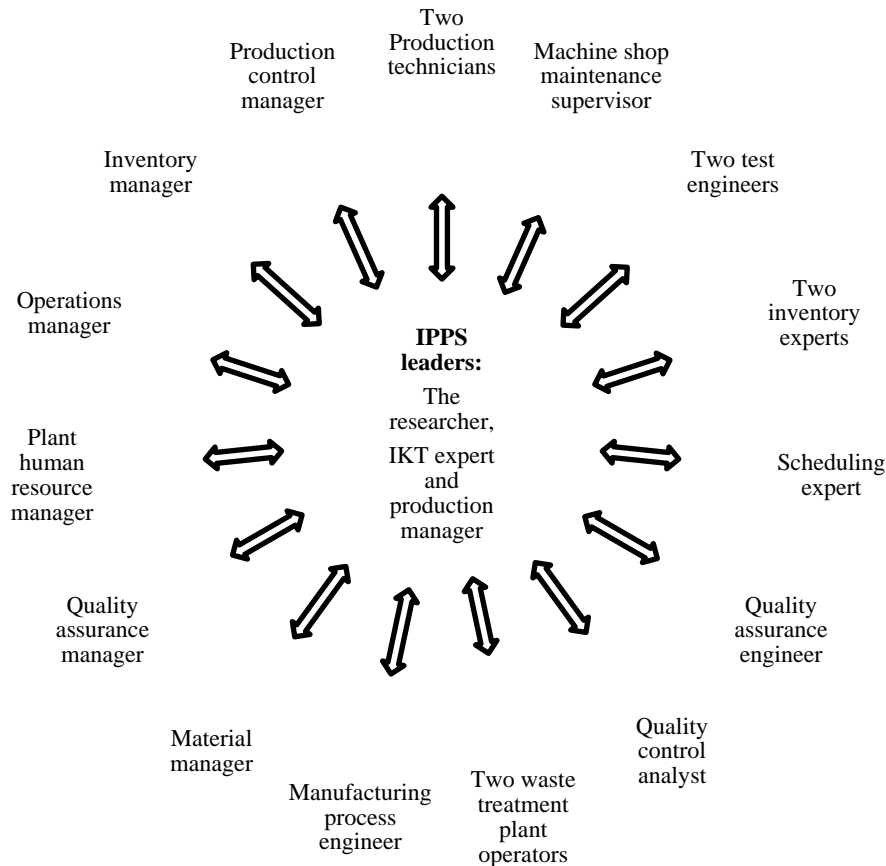 Two
Production
technicians
Machine shop
maintenance
supervisor
Two test
engineers
Two
inventory
experts
Scheduling
expert
Quality
assurance
engineer
Quality
control
analyst
Two waste
treatment
plant
operators
Manufacturing
process
engineer
Material
manager
Quality
assurance
manager
Plant
human
resource
manager
Operations
manager
Inventory
manager
Production
control
manager
IPPS
leaders:
The
researcher,
IKT expert
and
production
manager